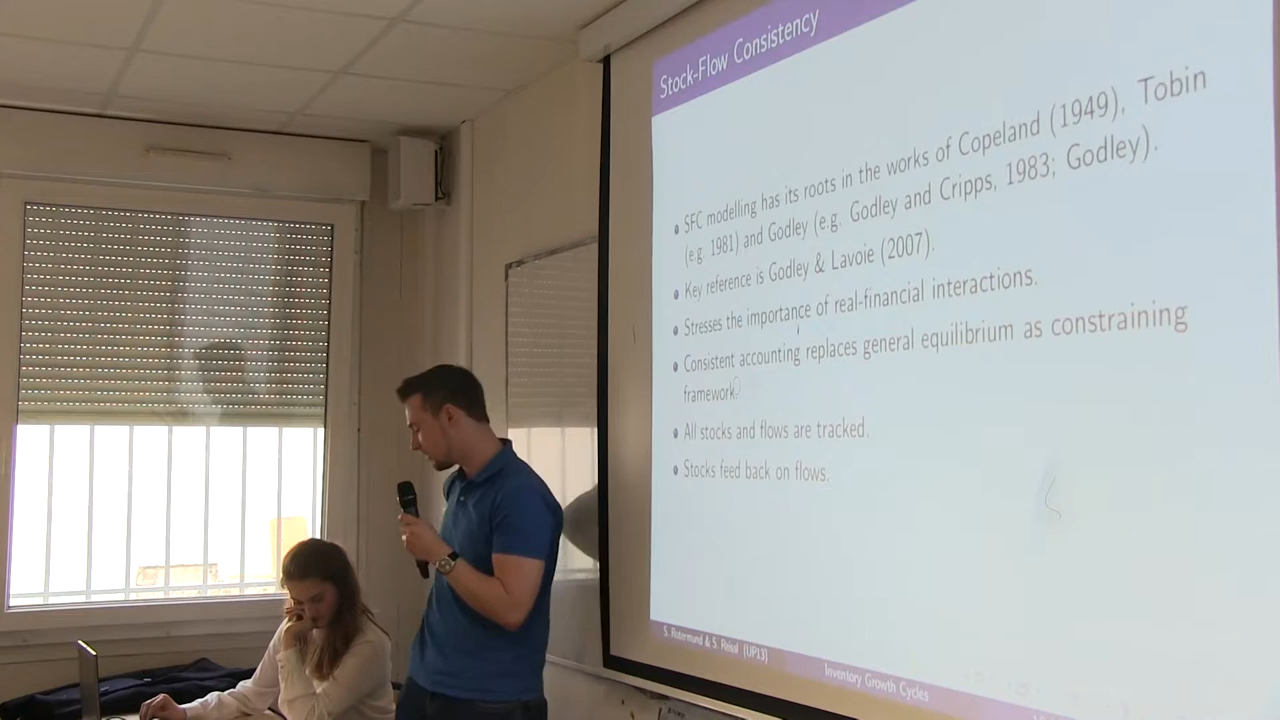 Stock-Flow Consistency
SFC modelling has its roots in the works of Copeland (1949), Tobin
(e.g. 1981) and Godley (e.g. Godley and Cripps, 1983; Godley).
Key reference is Godley & Lavoie (2007).
Stresses the importance of real-financial interactions.
Consistent accounting replaces general equilibrium as constraining
framework.
All stocks and flows are tracked.
Stocks feed back on flows.
S. Rotermund & S. Reissl (UP13)
Inventory Growth Cycles